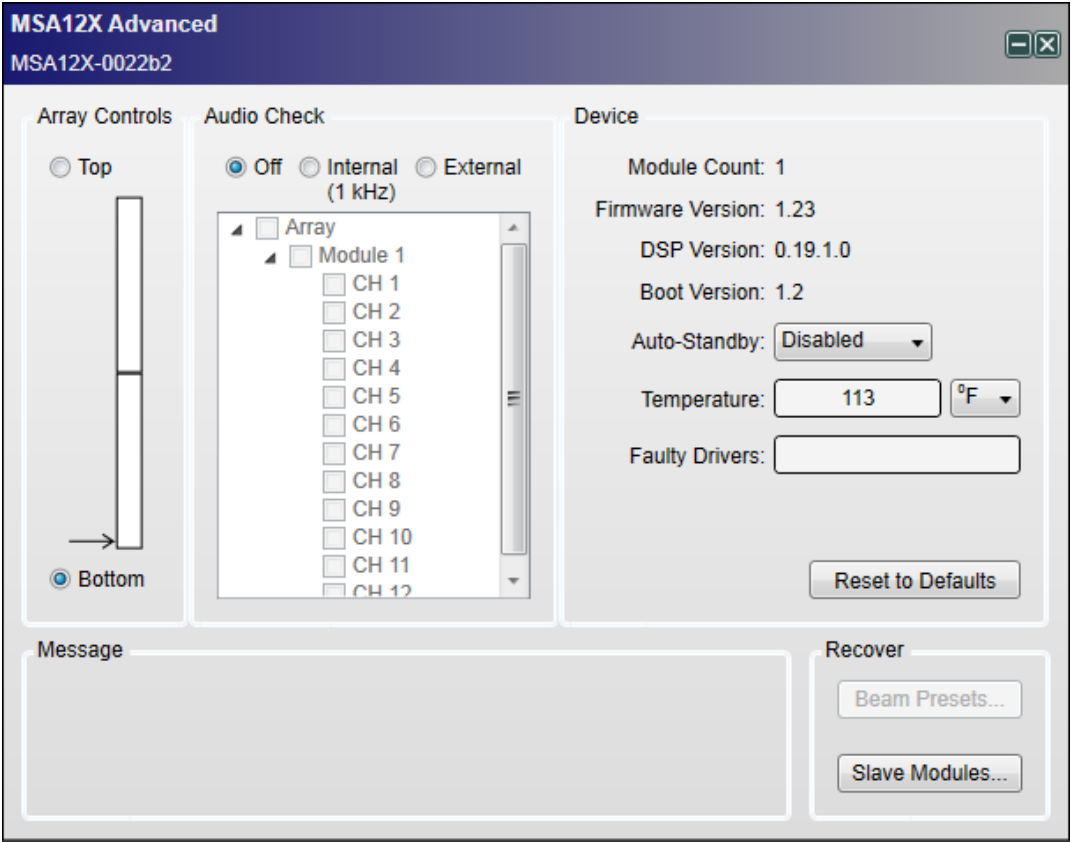 MSA12X Advanced
MSA12X-0022b2
Array Controls
Top
Bottom
Audio Check
Off Internal External
(1 kHz)
Array
Module 1
CH 1
CH 2
CH 3
CH 4
CH 5
CH 6
CH 7
CH 8
CH 9
CH 10
CH 11
CH 12
Device
Module Count: 1
Firmware Version: 1.23
DSP Version: 0.19.1.0
Boot Version: 1.2
Auto-Standby: Disabled
Temperature: 113 °F
Faulty Drivers:
Reset to Defaults
Message
Recover
Beam Presets...
Slave Modules...